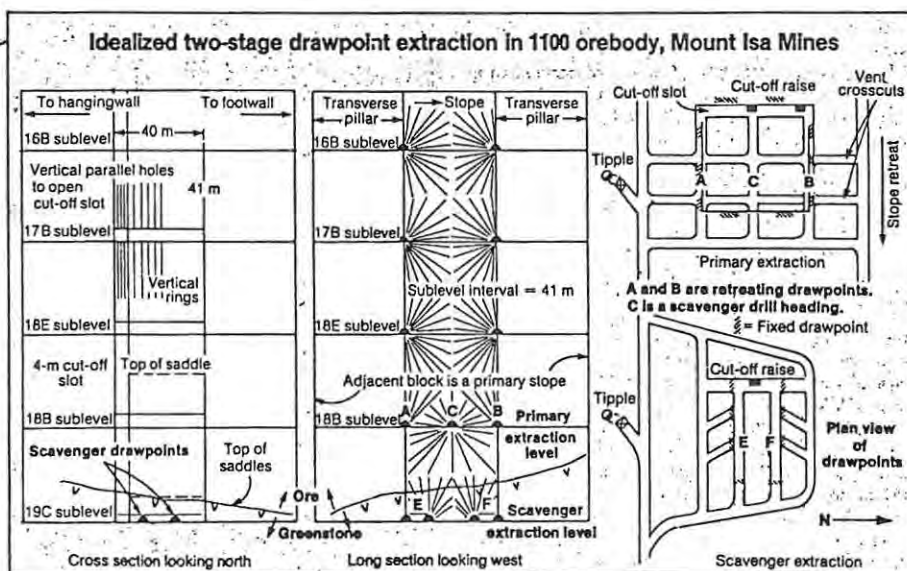 Idealized two-stage drawpoint extraction in 1100 orebody, Mount Isa Mines
To hangingwall
To footwall
40 m
16B sublevel
Vertical parallel holes
to open
cut-off slot
41 m
17B sublevel
Vertical
rings
18E sublevel
4-m cut-off
slot
Top of saddle
18B sublevel
Scavenger drawpoints
Top of
saddles
19C sublevel
Ore
Greenstone
Cross section looking north
Transverse
pillar
Stope
Transverse
pillar
16B sublevel
17B sublevel
Sublevel interval = 41 m
18E sublevel
Adjacent block is a primary stope
A
C
B
18B sublevel
Primary
extraction
level
E
F
Scavenger
extraction level
Long section looking west
Cut-off slot
Cut-off raise
Vent
crosscuts
Tipple
A
C
B
Stope retreat
Primary extraction
A and B are retreating drawpoints.
C is a scavenger drill heading.
= Fixed drawpoint
Cut-off raise
Tipple
E
F
Plan view
of
drawpoints
N
Scavenger extraction